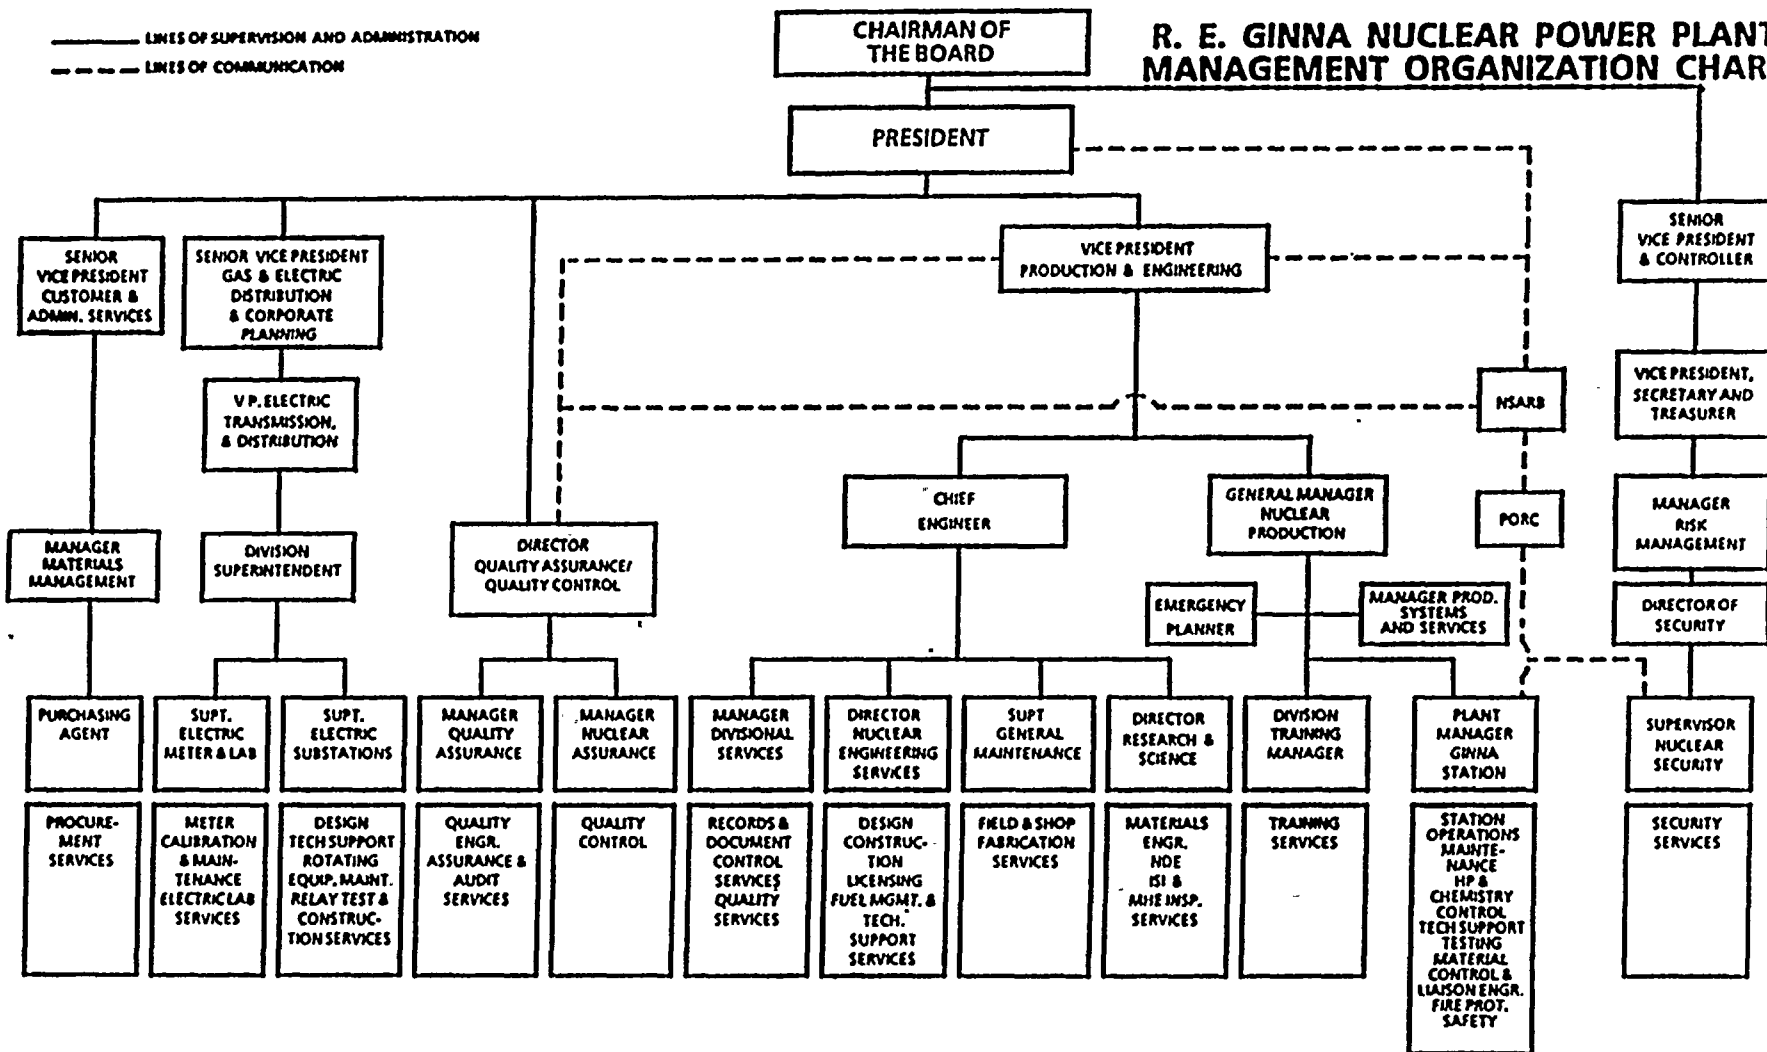 LINES OF SUPERVISION AND ADMINISTRATION
LINES OF COMMUNICATION
R. E. GINNA NUCLEAR POWER PLANT
MANAGEMENT ORGANIZATION CHAR
CHAIRMAN OF
THE BOARD
PRESIDENT
SENIOR
VICE PRESIDENT
CUSTOMER &
ADMIN. SERVICES
SENIOR VICE PRESIDENT
GAS & ELECTRIC
DISTRIBUTION
& CORPORATE
PLANNING
VICE PRESIDENT
PRODUCTION & ENGINEERING
SENIOR
VICE PRESIDENT
& CONTROLLER
V P. ELECTRIC
TRANSMISSION,
& DISTRIBUTION
NSARB
VICE PRESIDENT,
SECRETARY AND
TREASURER
CHIEF
ENGINEER
GENERAL MANAGER
NUCLEAR
PRODUCTION
PORC
MANAGER
RISK
MANAGEMENT
MANAGER
MATERIALS
MANAGEMENT
DIVISION
SUPERINTENDENT
DIRECTOR
QUALITY ASSURANCE/
QUALITY CONTROL
EMERGENCY
PLANNER
MANAGER PROD.
SYSTEMS
AND SERVICES
DIRECTOR OF
SECURITY
PURCHASING
AGENT
SUPT.
ELECTRIC
METER & LAB
SUPT.
ELECTRIC
SUBSTATIONS
MANAGER
QUALITY
ASSURANCE
MANAGER
NUCLEAR
ASSURANCE
MANAGER
DIVISIONAL
SERVICES
DIRECTOR
NUCLEAR
ENGINEERING
SERVICES
SUPT
GENERAL
MAINTENANCE
DIRECTOR
RESEARCH &
SCIENCE
DIVISION
TRAINING
MANAGER
PLANT
MANAGER
GINNA
STATION
SUPERVISOR
NUCLEAR
SECURITY
PROCURE-
MENT
SERVICES
METER
CALIBRATION
& MAIN-
TENANCE
ELECTRIC LAB
SERVICES
DESIGN
TECH SUPPORT
ROTATING
EQUIP. MAINT.
RELAY TEST &
CONSTRUC-
TION SERVICES
QUALITY
ENGR.
ASSURANCE &
AUDIT
SERVICES
QUALITY
CONTROL
RECORDS &
DOCUMENT
CONTROL
SERVICES
QUALITY
SERVICES
DESIGN
CONSTRUC-
TION
LICENSING
FUEL MGMT. &
TECH.
SUPPORT
SERVICES
FIELD & SHOP
FABRICATION
SERVICES
MATERIALS
ENGR.
NDE
ISI &
MHE INSP.
SERVICES
TRAINING
SERVICES
STATION
OPERATIONS
MAINTE-
NANCE
HP &
CHEMISTRY
CONTROL
TECH SUPPORT
TESTING
MATERIAL
CONTROL &
LIAISON ENGR.
FIRE PROT.
SAFETY
SECURITY
SERVICES